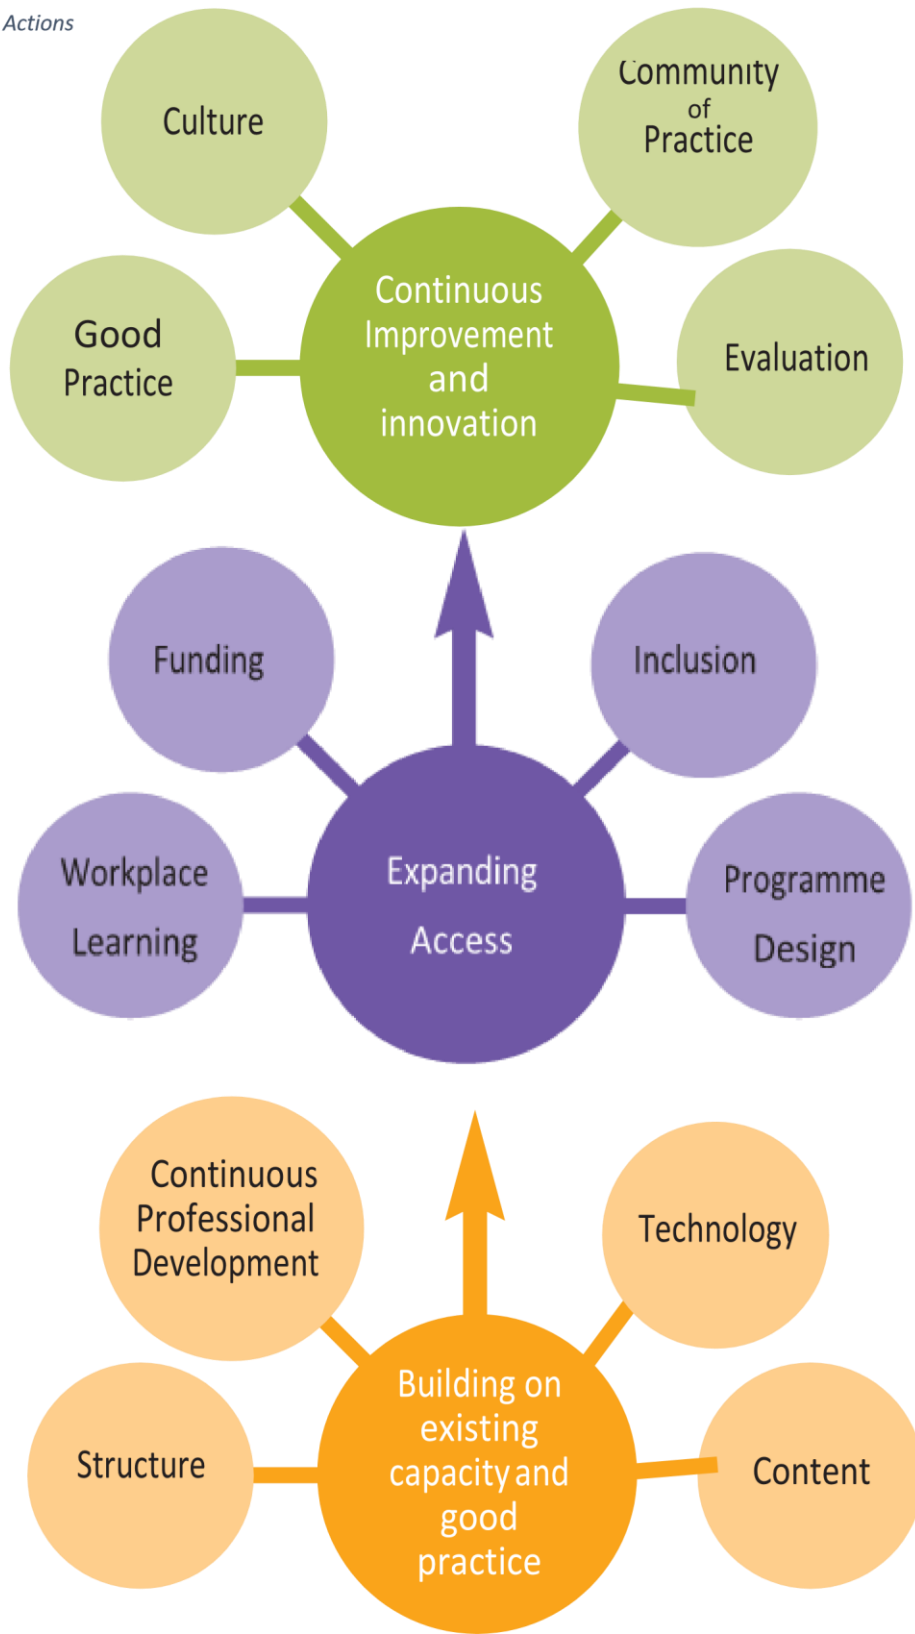 Actions
Culture
Community
of
Practice
Good
Practice
Continuous
Improvement
and
innovation
Evaluation
Funding
Inclusion
Workplace
Learning
Expanding
Access
Programme
Design
Continuous
Professional
Development
Technology
Structure
Building on
existing
capacity and
good
practice
Content